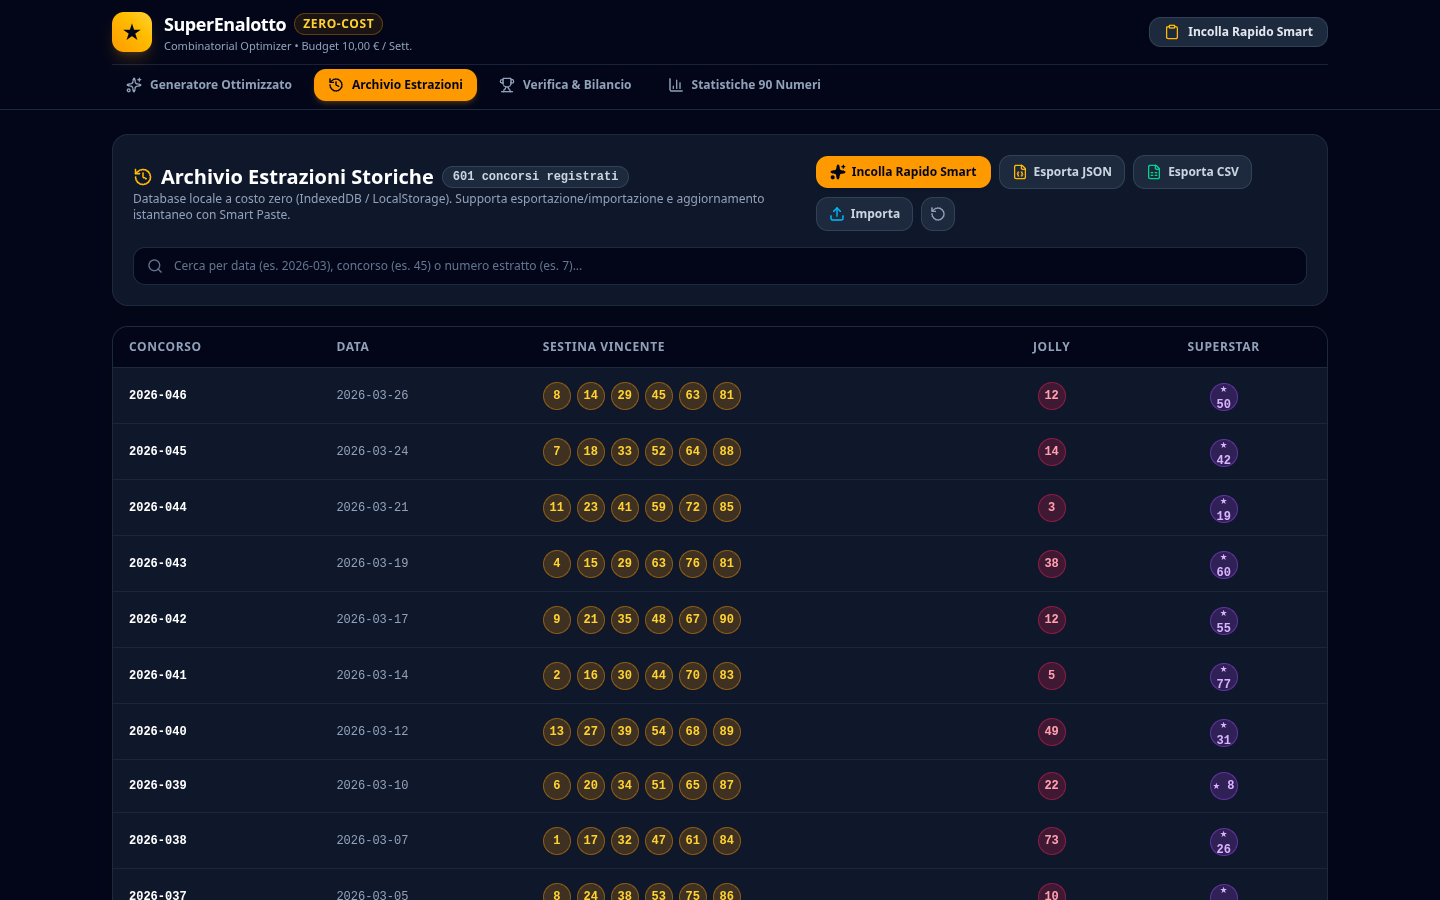 SuperEnalotto ZERO-COST
Combinatorial Optimizer • Budget 10,00 € / Sett.
Incolla Rapido Smart
Generatore Ottimizzato Archivio Estrazioni Verifica & Bilancio Statistiche 90 Numeri
Archivio Estrazioni Storiche 601 concorsi registrati
Database locale a costo zero (IndexedDB / LocalStorage). Supporta esportazione/importazione e aggiornamento
istantaneo con Smart Paste.
Incolla Rapido Smart Esporta JSON Esporta CSV
Importa
Cerca per data (es. 2026-03), concorso (es. 45) o numero estratto (es. 7)...
CONCORSO DATA SESTINA VINCENTE JOLLY SUPERSTAR
2026-046 2026-03-26 8 14 29 45 63 81 12 ★ 50
2026-045 2026-03-24 7 18 33 52 64 88 14 ★ 42
2026-044 2026-03-21 11 23 41 59 72 85 3 ★ 19
2026-043 2026-03-19 4 15 29 63 76 81 38 ★ 60
2026-042 2026-03-17 9 21 35 48 67 90 12 ★ 55
2026-041 2026-03-14 2 16 30 44 70 83 5 ★ 77
2026-040 2026-03-12 13 27 39 54 68 89 49 ★ 31
2026-039 2026-03-10 6 20 34 51 65 87 22 ★ 8
2026-038 2026-03-07 1 17 32 47 61 84 73 ★ 26
2026-037 2026-03-05 8 24 38 53 75 86 10 ★